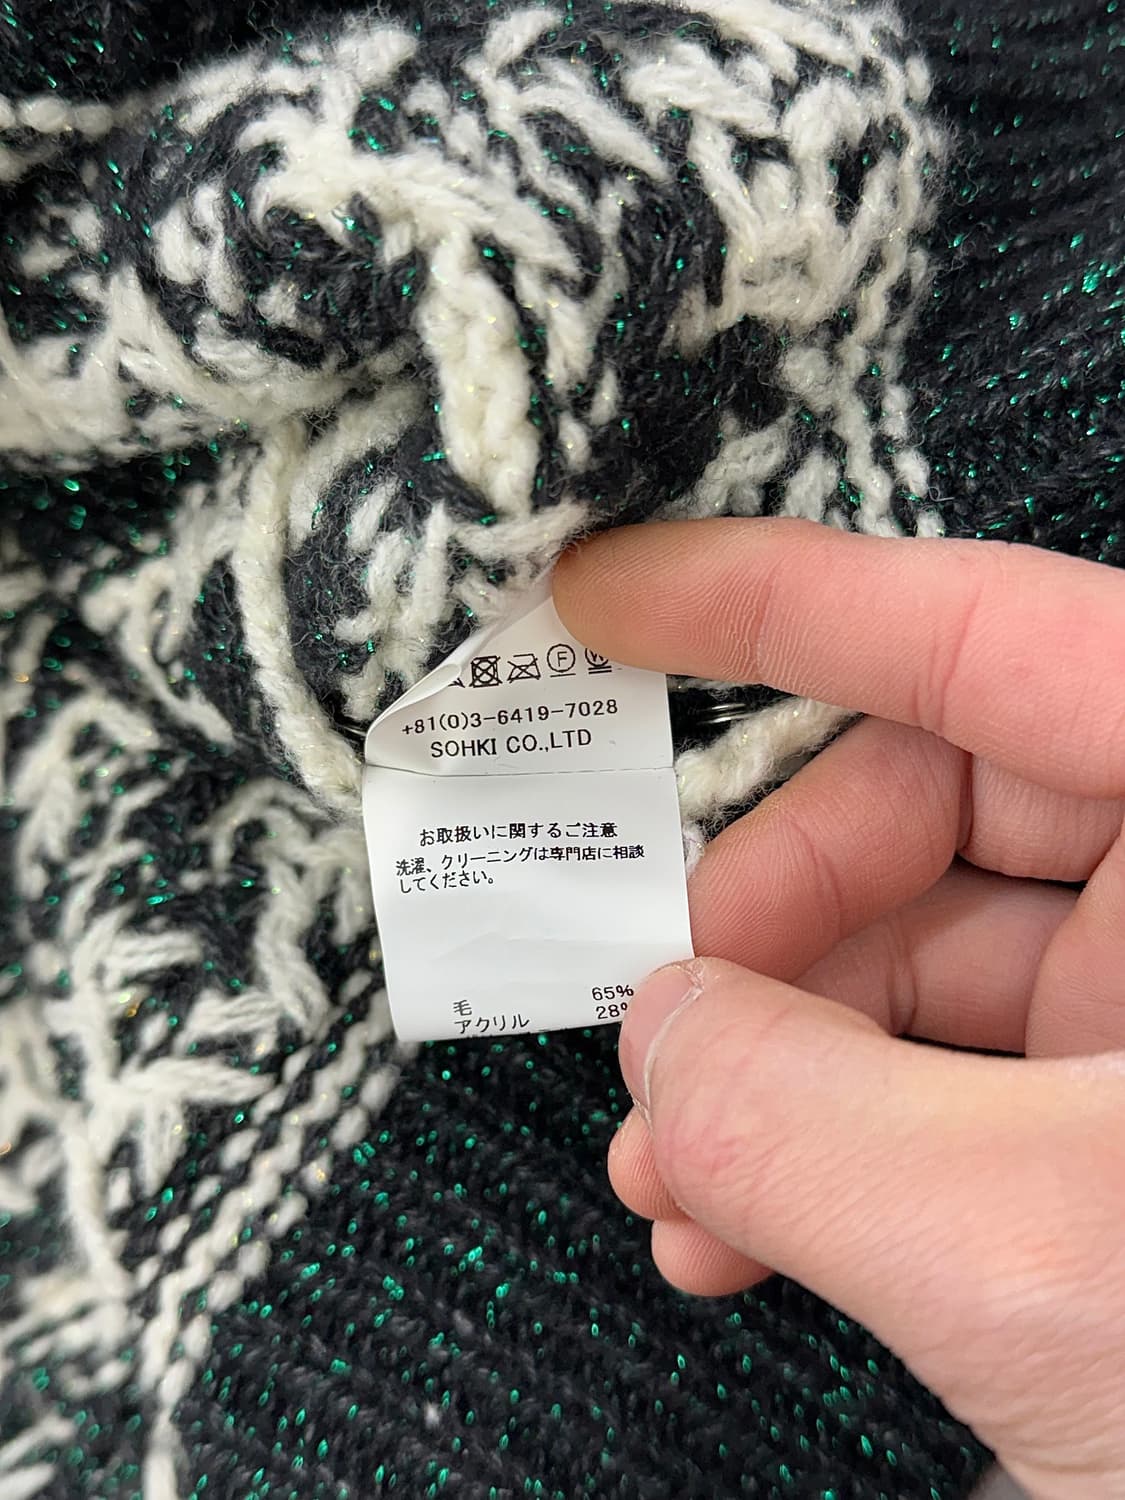 F W
+81(0)3-6419-7028
SOHKI CO.,LTD
お取扱いに関するご注意
洗濯、クリーニングは専門店に相談
してください。
毛 65%
アクリル 28%